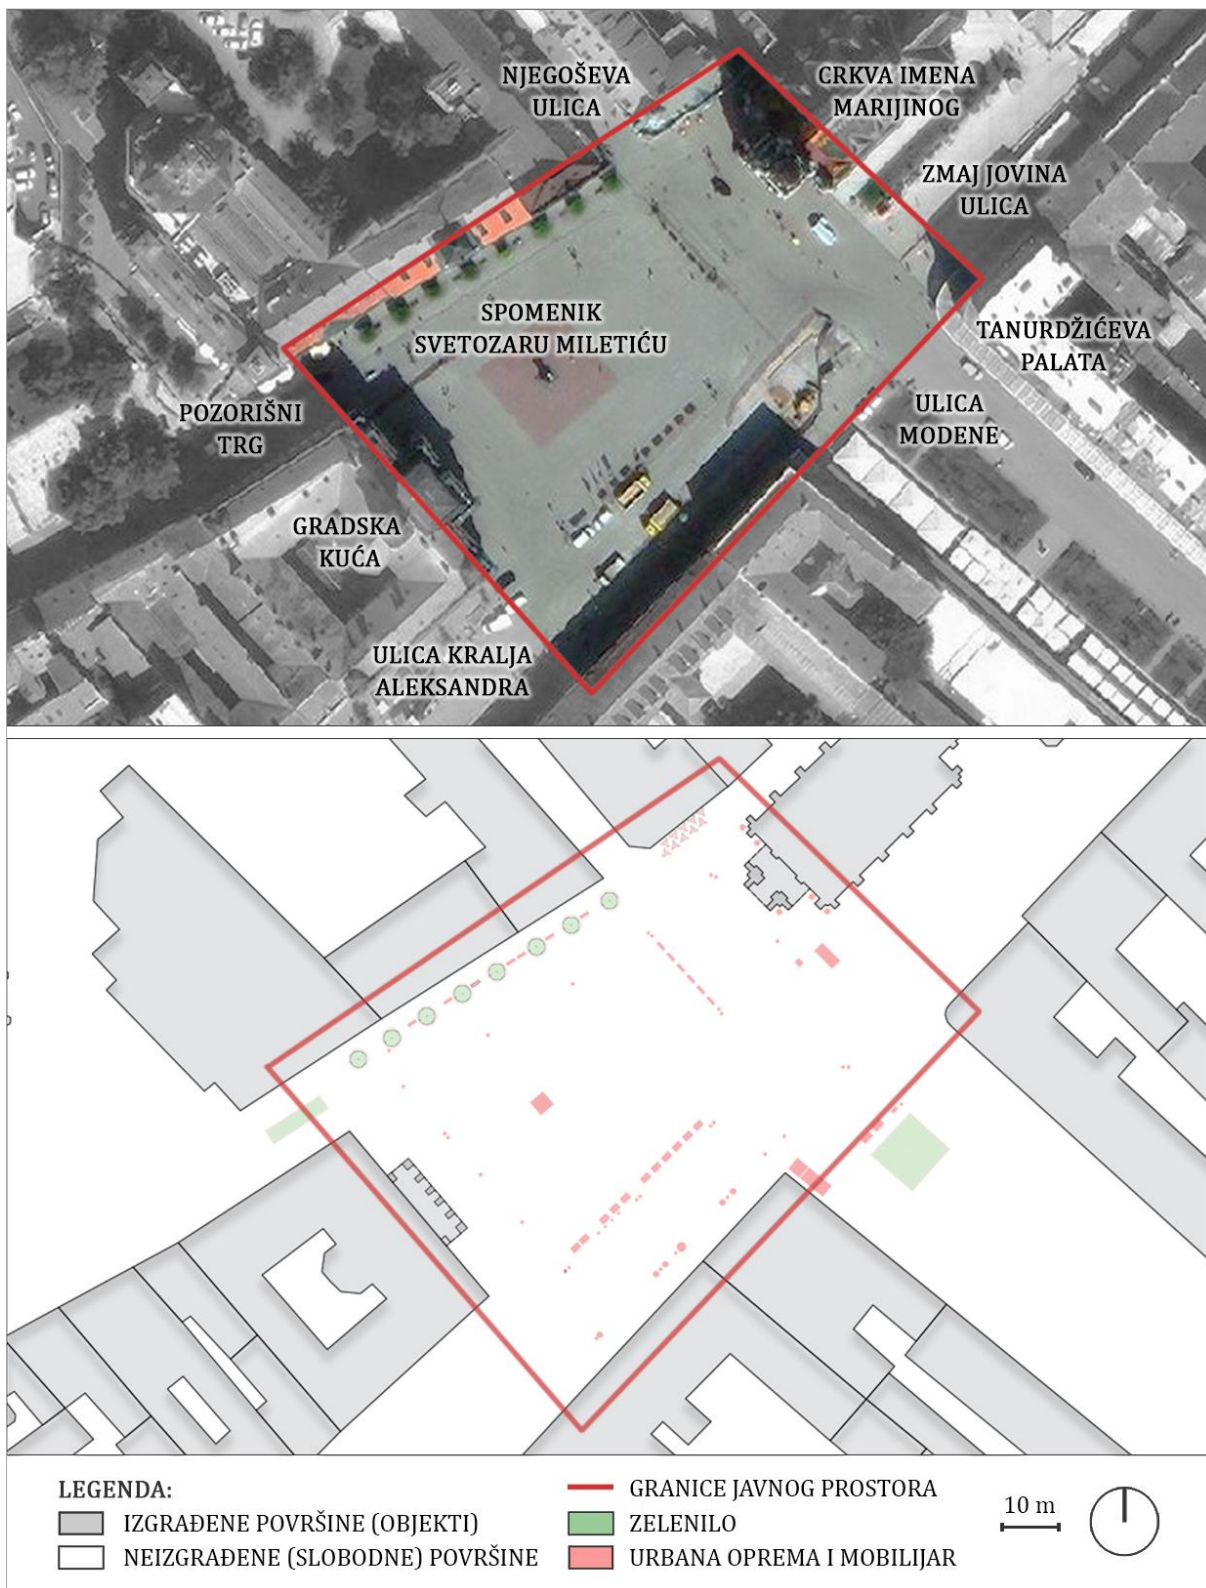 NJEGOŠEVA
ULICA
CRKVA IMENA
MARIJINOG
ZMAJ JOVINA
ULICA
SPOMENIK
SVETOZARU MILETIĆU
TANURDŽIĆEVA
PALATA
POZORIŠNI
TRG
ULICA
MODENE
GRADSKA
KUĆA
ULICA KRALJA
ALEKSANDRA
LEGENDA:
IZGRAĐENE POVRŠINE (OBJEKTI)
NEIZGRAĐENE (SLOBODNE) POVRŠINE
GRANICE JAVNOG PROSTORA
ZELENILO
URBANA OPREMA I MOBILIJAR
10 m